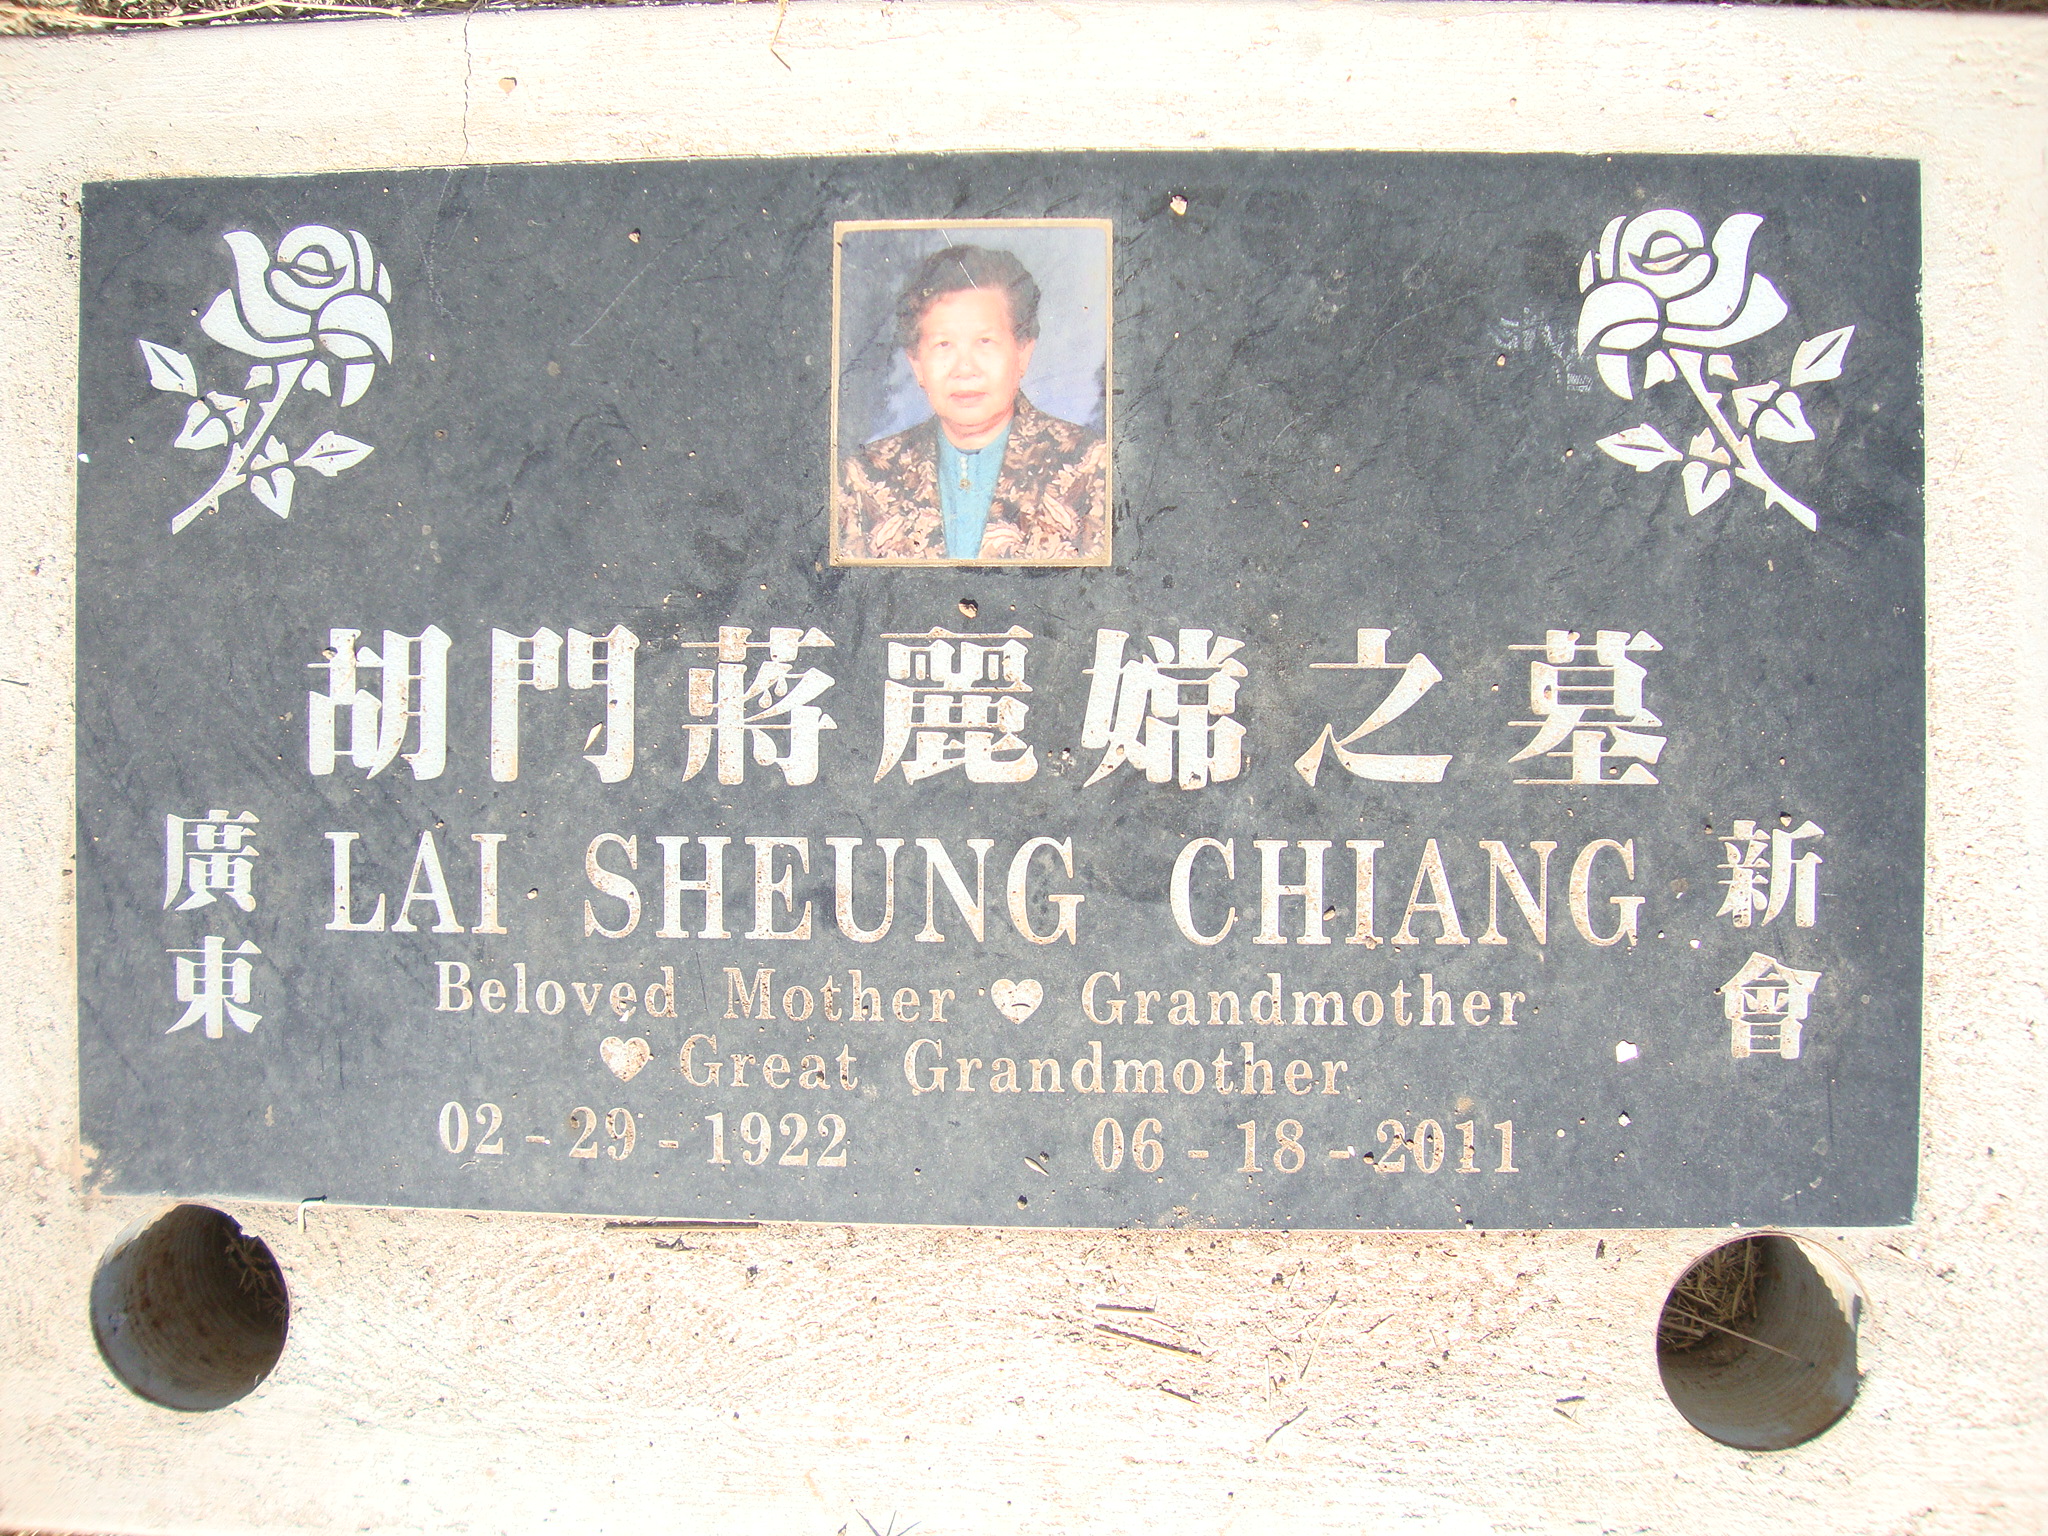 胡門蔣麗嫦之墓
廣東
LAI SHEUNG CHIANG
新會
Beloved Mother ♥ Grandmother
♥ Great Grandmother
02-29-1922 06-18-2011